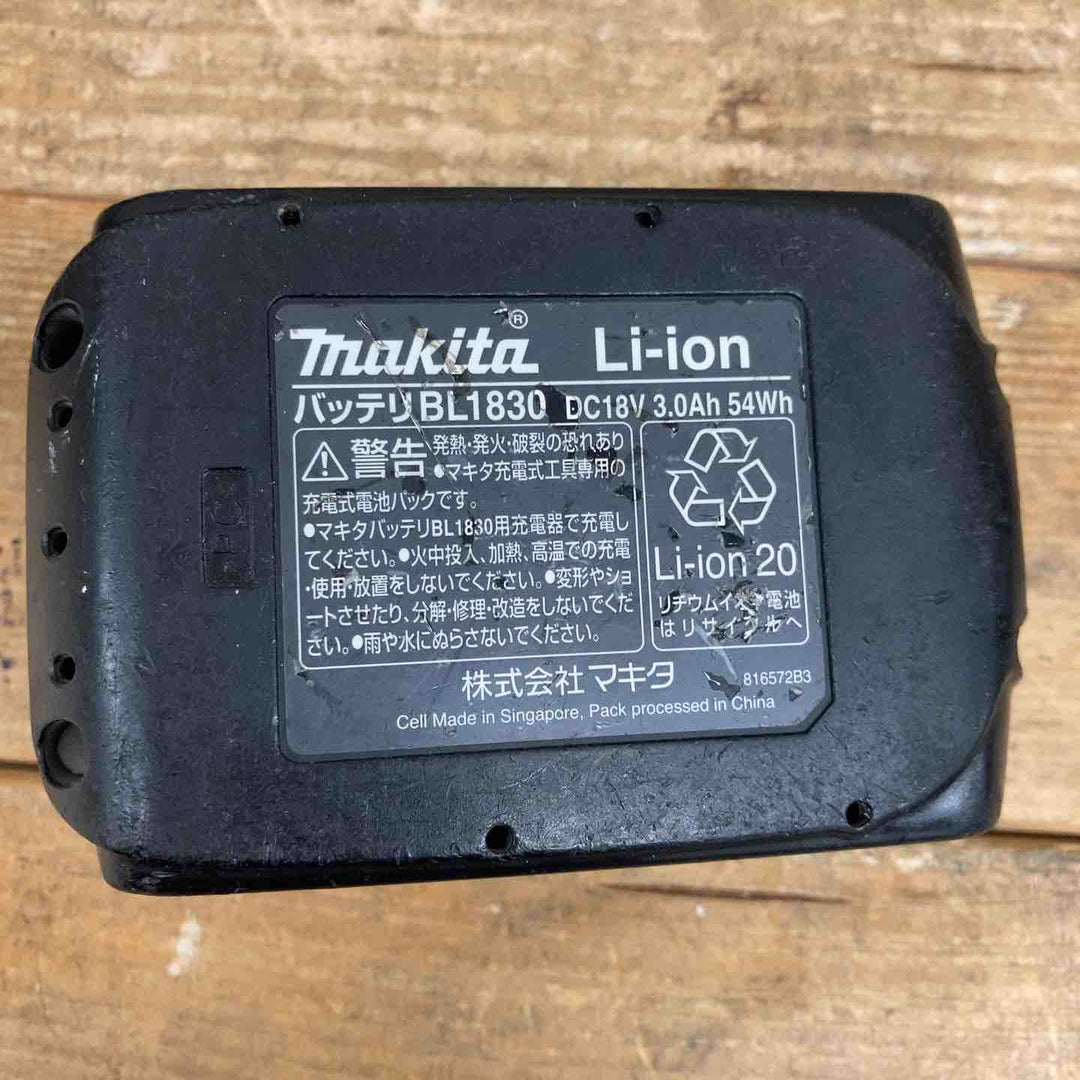 makita® Li-ion
バッテリBL1830 DC18V 3.0Ah 54Wh
警告 発熱・発火・破裂の恐れあり
●マキタ充電式工具専用の
充電式電池パックです。
●マキタバッテリBL1830用充電器で充電し
てください。●火中投入、加熱、高温での充電
・使用・放置をしないでください。●変形やショ
ートさせたり、分解・修理・改造をしないでくだ
さい。●雨や水にぬらさないでください。
Li-ion 20
リチウムイオン電池
はリサイクルへ
株式会社マキタ
816572B3
Cell Made in Singapore, Pack processed in China